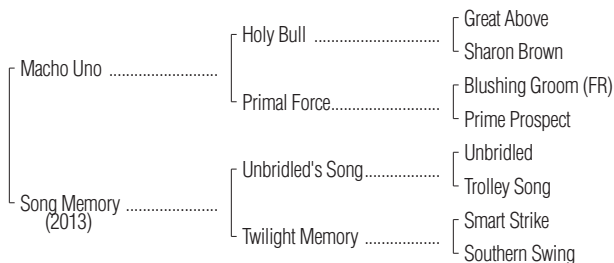 Great Above
Holy Bull ................................
Sharon Brown
Macho Uno ...........................
Blushing Groom (FR)
Primal Force...........................
Prime Prospect
Unbridled
Unbridled's Song...................
Trolley Song
Song Memory .......................
(2013)
Smart Strike
Twilight Memory ...................
Southern Swing